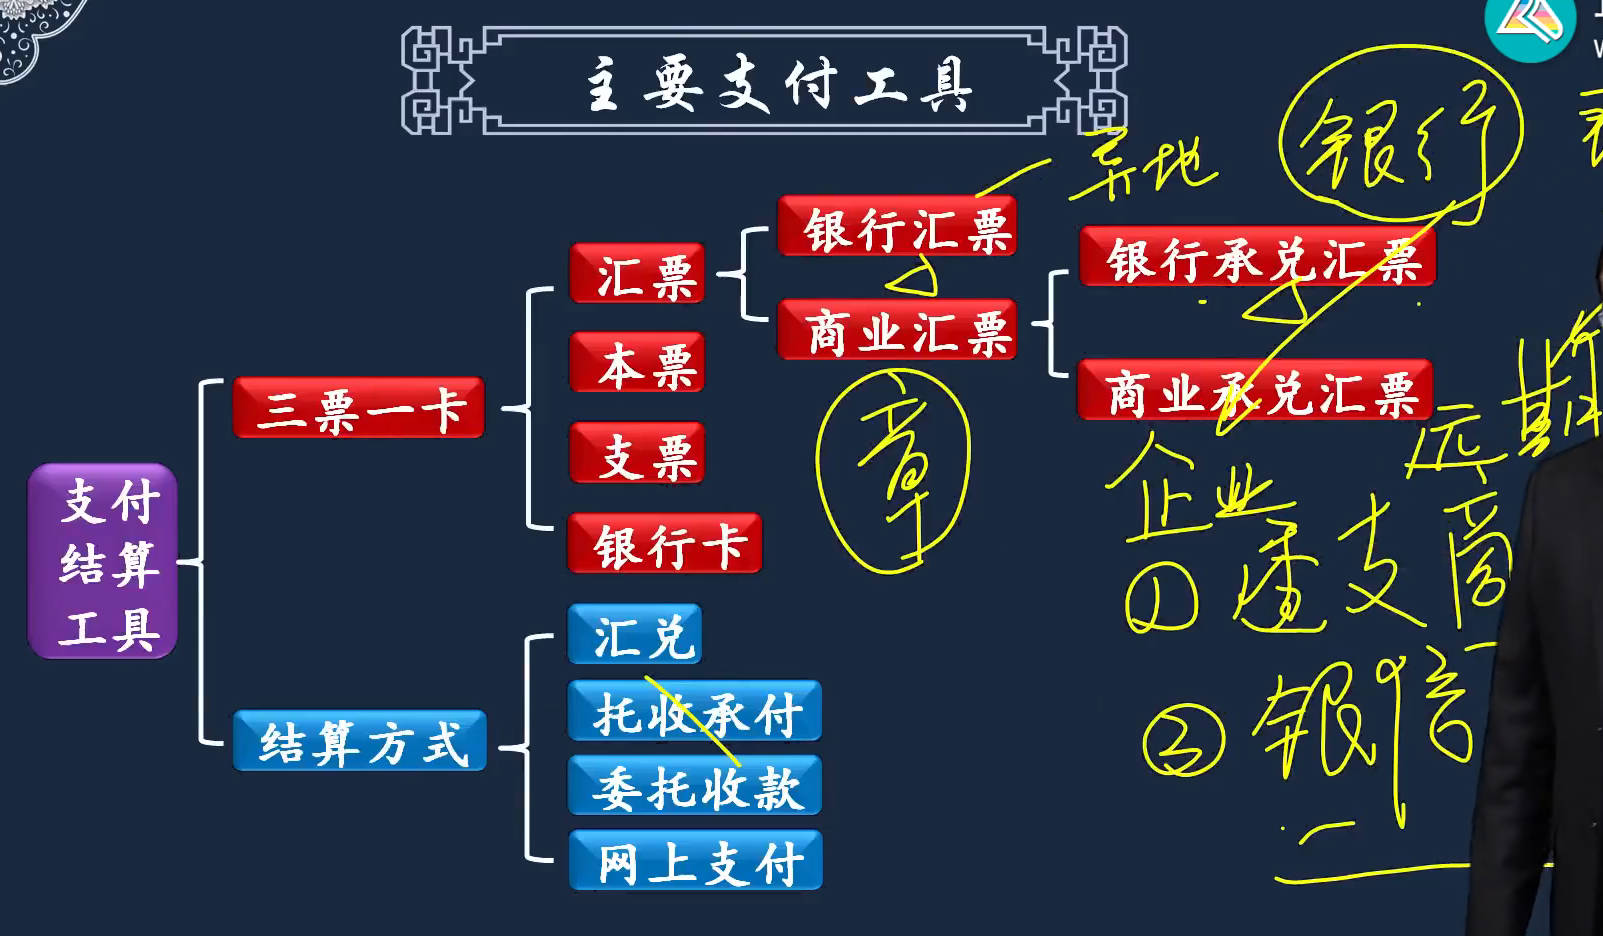 主要支付工具
一异地
银行
银行汇票
汇票
银行承兑汇票
商业汇票
本票
商业承兑汇票
三票一卡
章
远期
支票
企业
支付
结算
工具
银行卡
①
支商
汇兑
托收承付
②银信
结算方式
委托收款
网上支付